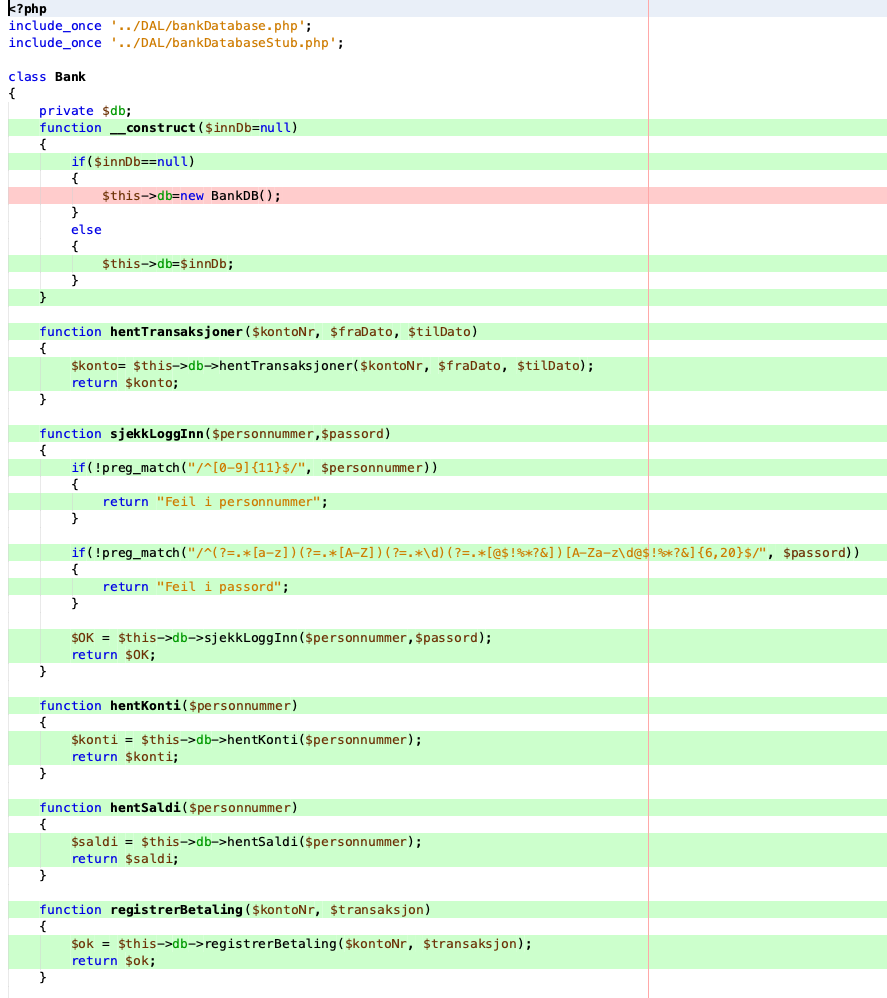 <?php
include_once '../DAL/bankDatabase.php';
include_once '../DAL/bankDatabaseStub.php';

class Bank
{
    private $db;
    function __construct($innDb=null)
    {
        if($innDb==null)
        {
            $this->db=new BankDB();
        }
        else
        {
            $this->db=$innDb;
        }
    }

    function hentTransaksjoner($kontoNr, $fraDato, $tilDato)
    {
        $konto= $this->db->hentTransaksjoner($kontoNr, $fraDato, $tilDato);
        return $konto;
    }

    function sjekkLoggInn($personnummer,$passord)
    {
        if(!preg_match("/^[0-9]{11}$/", $personnummer))
        {
            return "Feil i personnummer";
        }

        if(!preg_match("/^(?=.*[a-z])(?=.*[A-Z])(?=.*\d)(?=.*[@$!%*?&])[A-Za-z\d@$!%*?&]{6,20}$/", $passord))
        {
            return "Feil i passord";
        }

        $OK = $this->db->sjekkLoggInn($personnummer,$passord);
        return $OK;
    }

    function hentKonti($personnummer)
    {
        $konti = $this->db->hentKonti($personnummer);
        return $konti;
    }

    function hentSaldi($personnummer)
    {
        $saldi = $this->db->hentSaldi($personnummer);
        return $saldi;
    }

    function registrerBetaling($kontoNr, $transaksjon)
    {
        $ok = $this->db->registrerBetaling($kontoNr, $transaksjon);
        return $ok;
    }